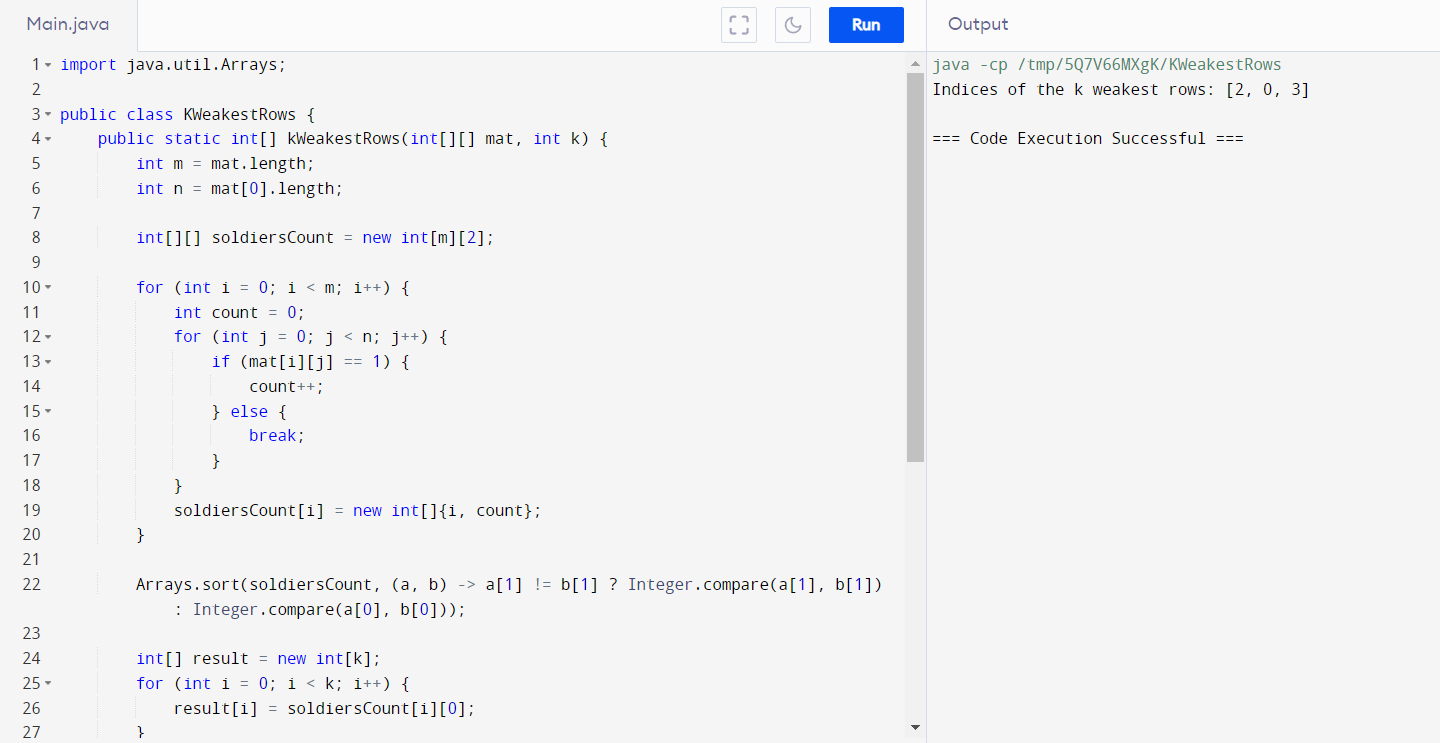 Main.java
Run
Output
1 import java.util.Arrays;
2
3 public class KWeakestRows {
4     public static int[] kWeakestRows(int[][] mat, int k) {
5         int m = mat.length;
6         int n = mat[0].length;
7
8         int[][] soldiersCount = new int[m][2];
9
10         for (int i = 0; i < m; i++) {
11             int count = 0;
12             for (int j = 0; j < n; j++) {
13                 if (mat[i][j] == 1) {
14                     count++;
15                 } else {
16                     break;
17                 }
18             }
19             soldiersCount[i] = new int[]{i, count};
20         }
21
22         Arrays.sort(soldiersCount, (a, b) -> a[1] != b[1] ? Integer.compare(a[1], b[1])
            : Integer.compare(a[0], b[0]));
23
24         int[] result = new int[k];
25         for (int i = 0; i < k; i++) {
26             result[i] = soldiersCount[i][0];
27         }
java -cp /tmp/5Q7V66MXgK/KWeakestRows
Indices of the k weakest rows: [2, 0, 3]
=== Code Execution Successful ===